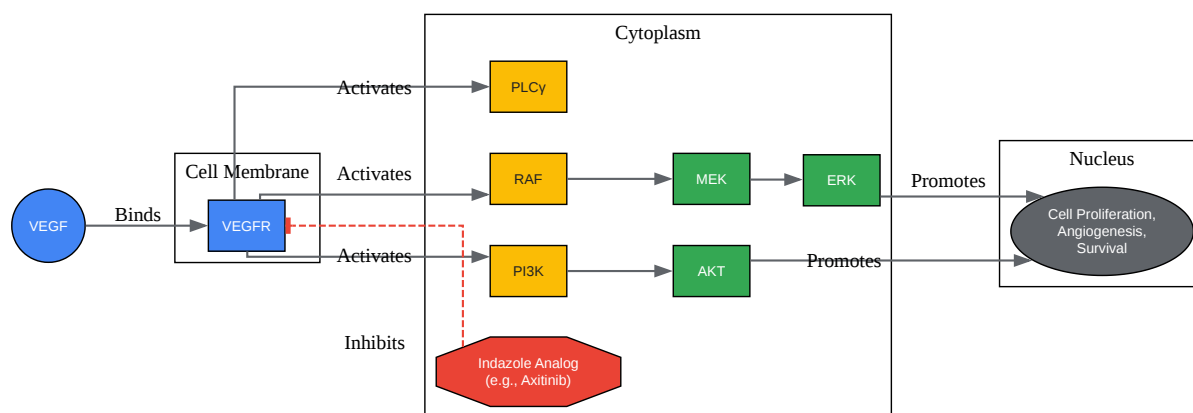 Cytoplasm
PLCγ
Activates
Cell Membrane
Nucleus
Activates
RAF
MEK
ERK
Promotes
VEGF
Binds
VEGFR
Cell Proliferation,
Angiogenesis,
Survival
Activates
PI3K
AKT
Promotes
Inhibits
Indazole Analog
(e.g., Axitinib)